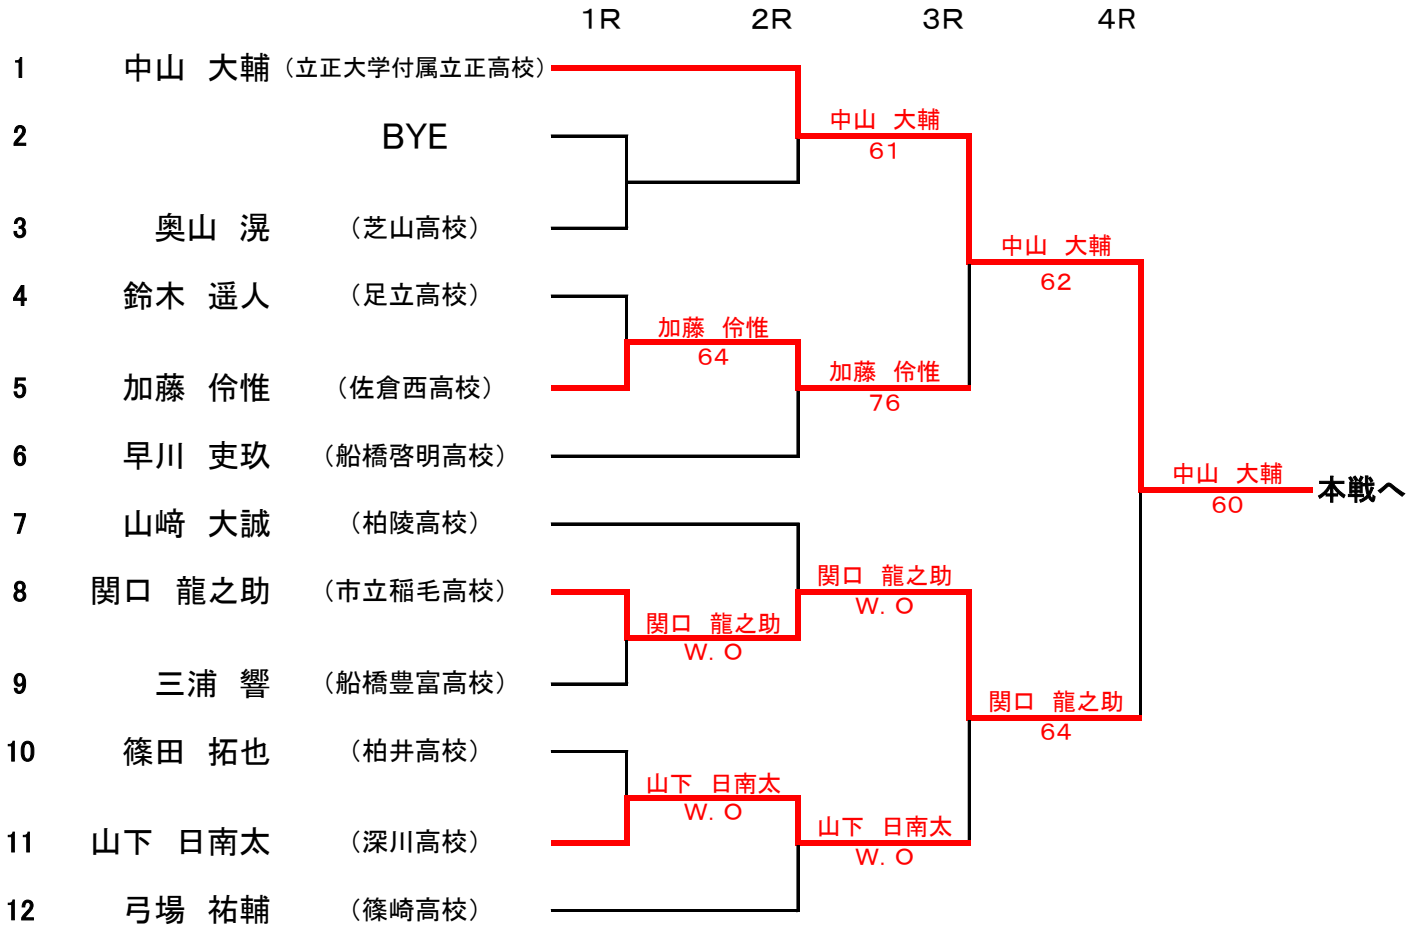 1R 2R 3R 4R
1 中山 大輔 （立正大学付属立正高校）
中山 大輔
2 BYE
61
3 奥山 滉 （芝山高校）
中山 大輔
62
4 鈴木 遥人 （足立高校）
加藤 伶惟
64
加藤 伶惟
5 加藤 伶惟 （佐倉西高校）
76
6 早川 吏玖 （船橋啓明高校）
中山 大輔
本戦へ
60
7 山﨑 大誠 （柏陵高校）
関口 龍之助
8 関口 龍之助 （市立稲毛高校）
W. O
関口 龍之助
W. O
9 三浦 響 （船橋豊富高校）
関口 龍之助
64
10 篠田 拓也 （柏井高校）
山下 日南太
W. O
山下 日南太
11 山下 日南太 （深川高校）
W. O
12 弓場 祐輔 （篠崎高校）